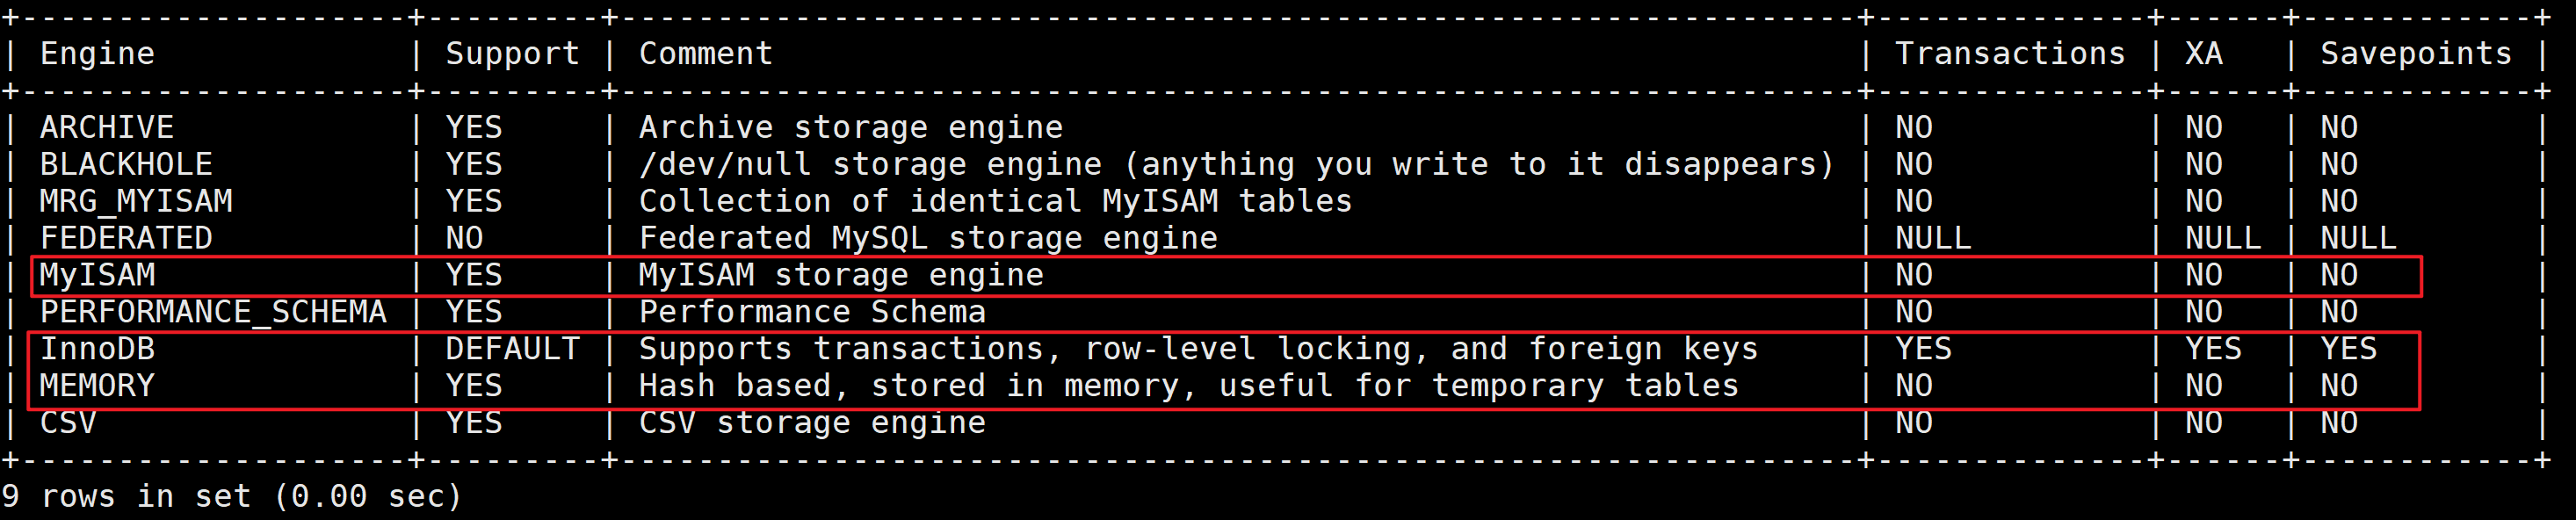 +--------------------+---------+----------------------------------------------------------------+--------------+------+------------+
| Engine             | Support | Comment                                                        | Transactions | XA   | Savepoints |
+--------------------+---------+----------------------------------------------------------------+--------------+------+------------+
| ARCHIVE            | YES     | Archive storage engine                                         | NO           | NO   | NO         |
| BLACKHOLE          | YES     | /dev/null storage engine (anything you write to it disappears) | NO           | NO   | NO         |
| MRG_MYISAM         | YES     | Collection of identical MyISAM tables                          | NO           | NO   | NO         |
| FEDERATED          | NO      | Federated MySQL storage engine                                 | NULL         | NULL | NULL       |
| MyISAM             | YES     | MyISAM storage engine                                          | NO           | NO   | NO         |
| PERFORMANCE_SCHEMA | YES     | Performance Schema                                             | NO           | NO   | NO         |
| InnoDB             | DEFAULT | Supports transactions, row-level locking, and foreign keys     | YES          | YES  | YES        |
| MEMORY             | YES     | Hash based, stored in memory, useful for temporary tables      | NO           | NO   | NO         |
| CSV                | YES     | CSV storage engine                                             | NO           | NO   | NO         |
+--------------------+---------+----------------------------------------------------------------+--------------+------+------------+
9 rows in set (0.00 sec)